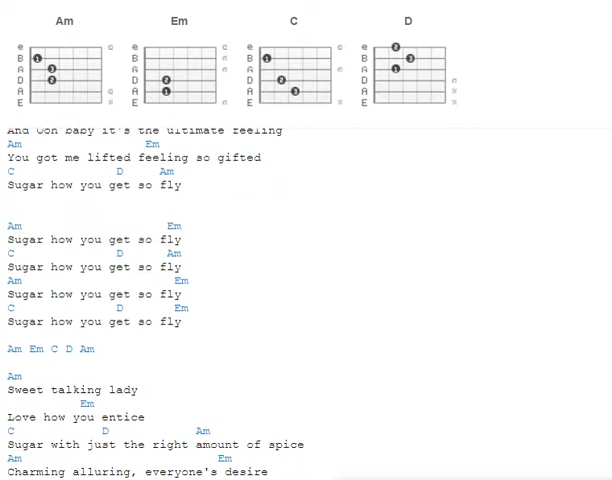 Am Em C D
e o e o e o e
B B o B B
A A o A o A
D D D D o
A o A A A x
E x E o E x E x
And Ooh baby it's the ultimate feeling
Am Em
You got me lifted feeling so gifted
C D Am
Sugar how you get so fly
Am Em
Sugar how you get so fly
C D Am
Sugar how you get so fly
Am Em
Sugar how you get so fly
C D Em
Sugar how you get so fly
Am Em C D Am
Am
Sweet talking lady
Em
Love how you entice
C D Am
Sugar with just the right amount of spice
Am Em
Charming alluring, everyone's desire